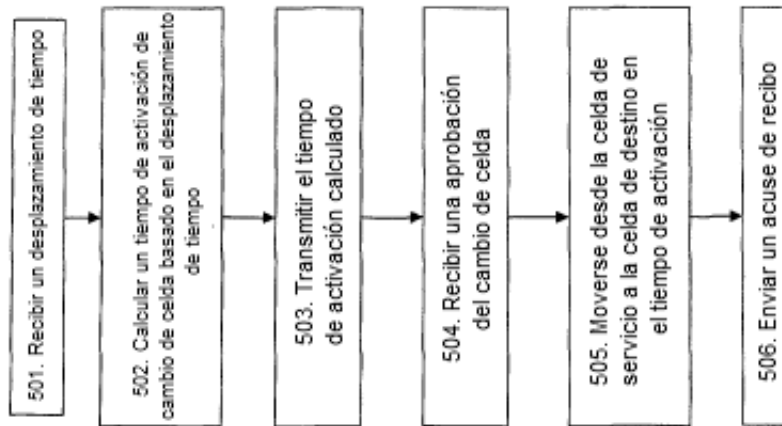 501. Recibir un desplazamiento de tiempo
502. Calcular un tiempo de activación de
cambio de celda basado en el desplazamiento
de tiempo
503. Transmitir el tiempo
de activación calculado
504. Recibir una aprobación
del cambio de celda
505. Moverse desde la celda de
servicio a la celda de destino en
el tiempo de activación
506. Enviar un acuse de recibo